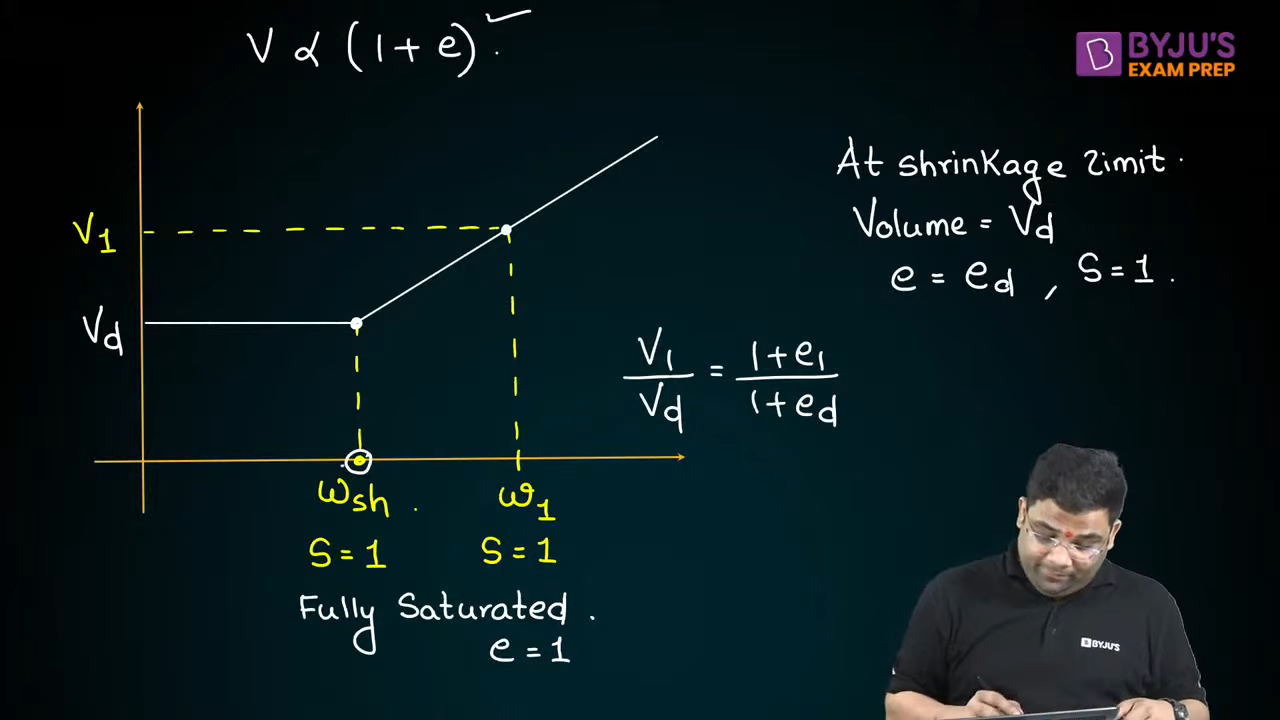 V ∝ (1 + e).
BYJU'S
EXAM PREP
At shrinkage limit.
Volume = Vd
e = ed , S = 1.
V1
Vd
V1/Vd = (1 + e1)/(1 + ed)
ωsh . ω1
S = 1 S = 1
Fully Saturated.
e = 1
BYJU'S